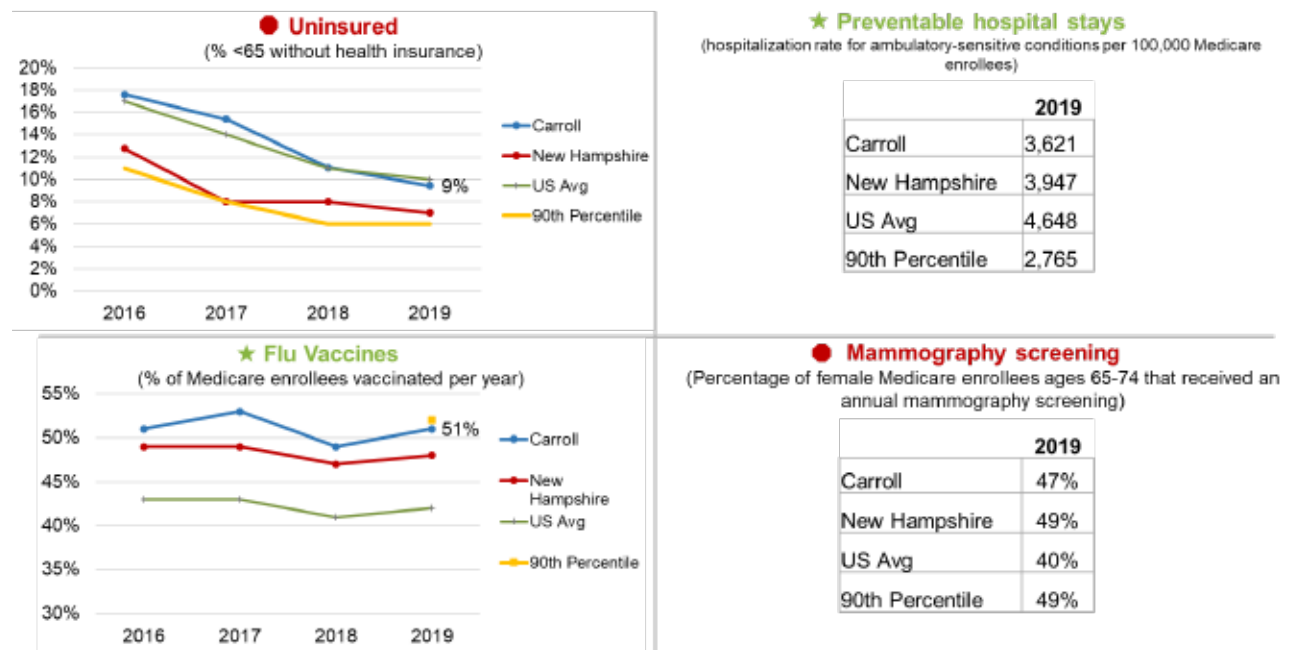 Uninsured
(% <65 without health insurance)
20%
18%
16%
14%
12%
10%
8%
6%
4%
2%
0%
9%
2016 2017 2018 2019
Carroll
New Hampshire
US Avg
90th Percentile
Preventable hospital stays
(hospitalization rate for ambulatory-sensitive conditions per 100,000 Medicare
enrollees)
2019
Carroll 3,621
New Hampshire 3,947
US Avg 4,648
90th Percentile 2,765
Flu Vaccines
(% of Medicare enrollees vaccinated per year)
55%
50%
45%
40%
35%
30%
51%
2016 2017 2018 2019
Carroll
New
Hampshire
US Avg
90th Percentile
Mammography screening
(Percentage of female Medicare enrollees ages 65-74 that received an
annual mammography screening)
2019
Carroll 47%
New Hampshire 49%
US Avg 40%
90th Percentile 49%